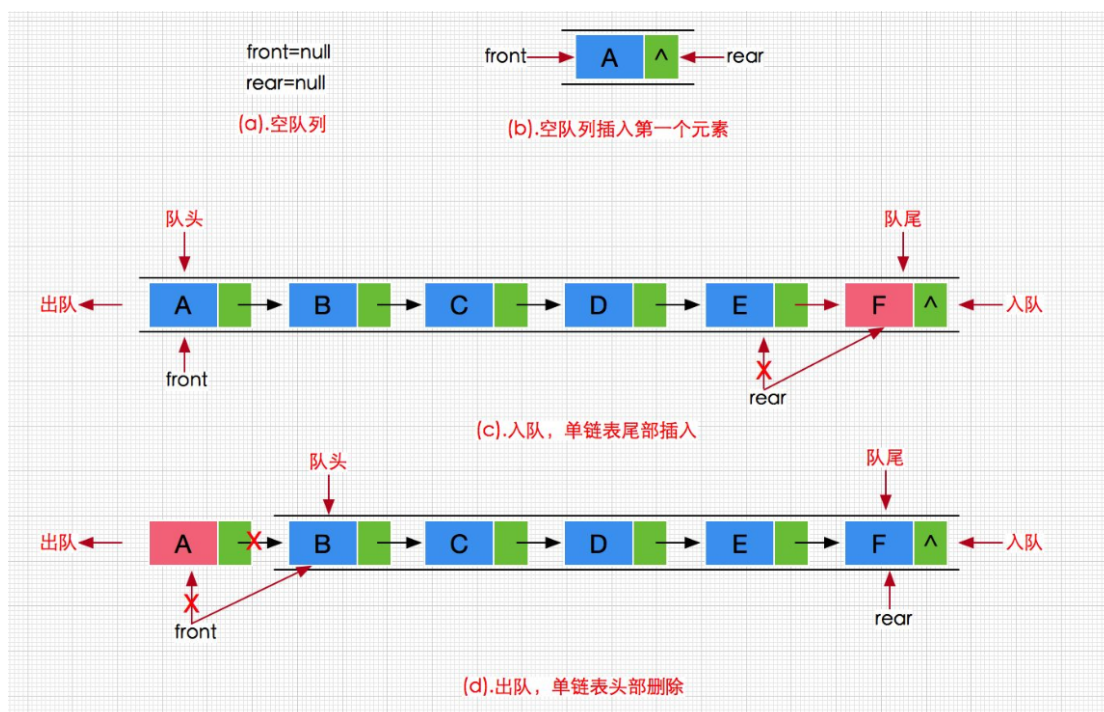 front=null
rear=null
(a).空队列
front A ^ rear
(b).空队列插入第一个元素
队头 队尾
出队 A B C D E F ^ 入队
front X
rear
(c).入队，单链表尾部插入
队头 队尾
出队 A X B C D E F ^ 入队
X
front rear
(d).出队，单链表头部删除